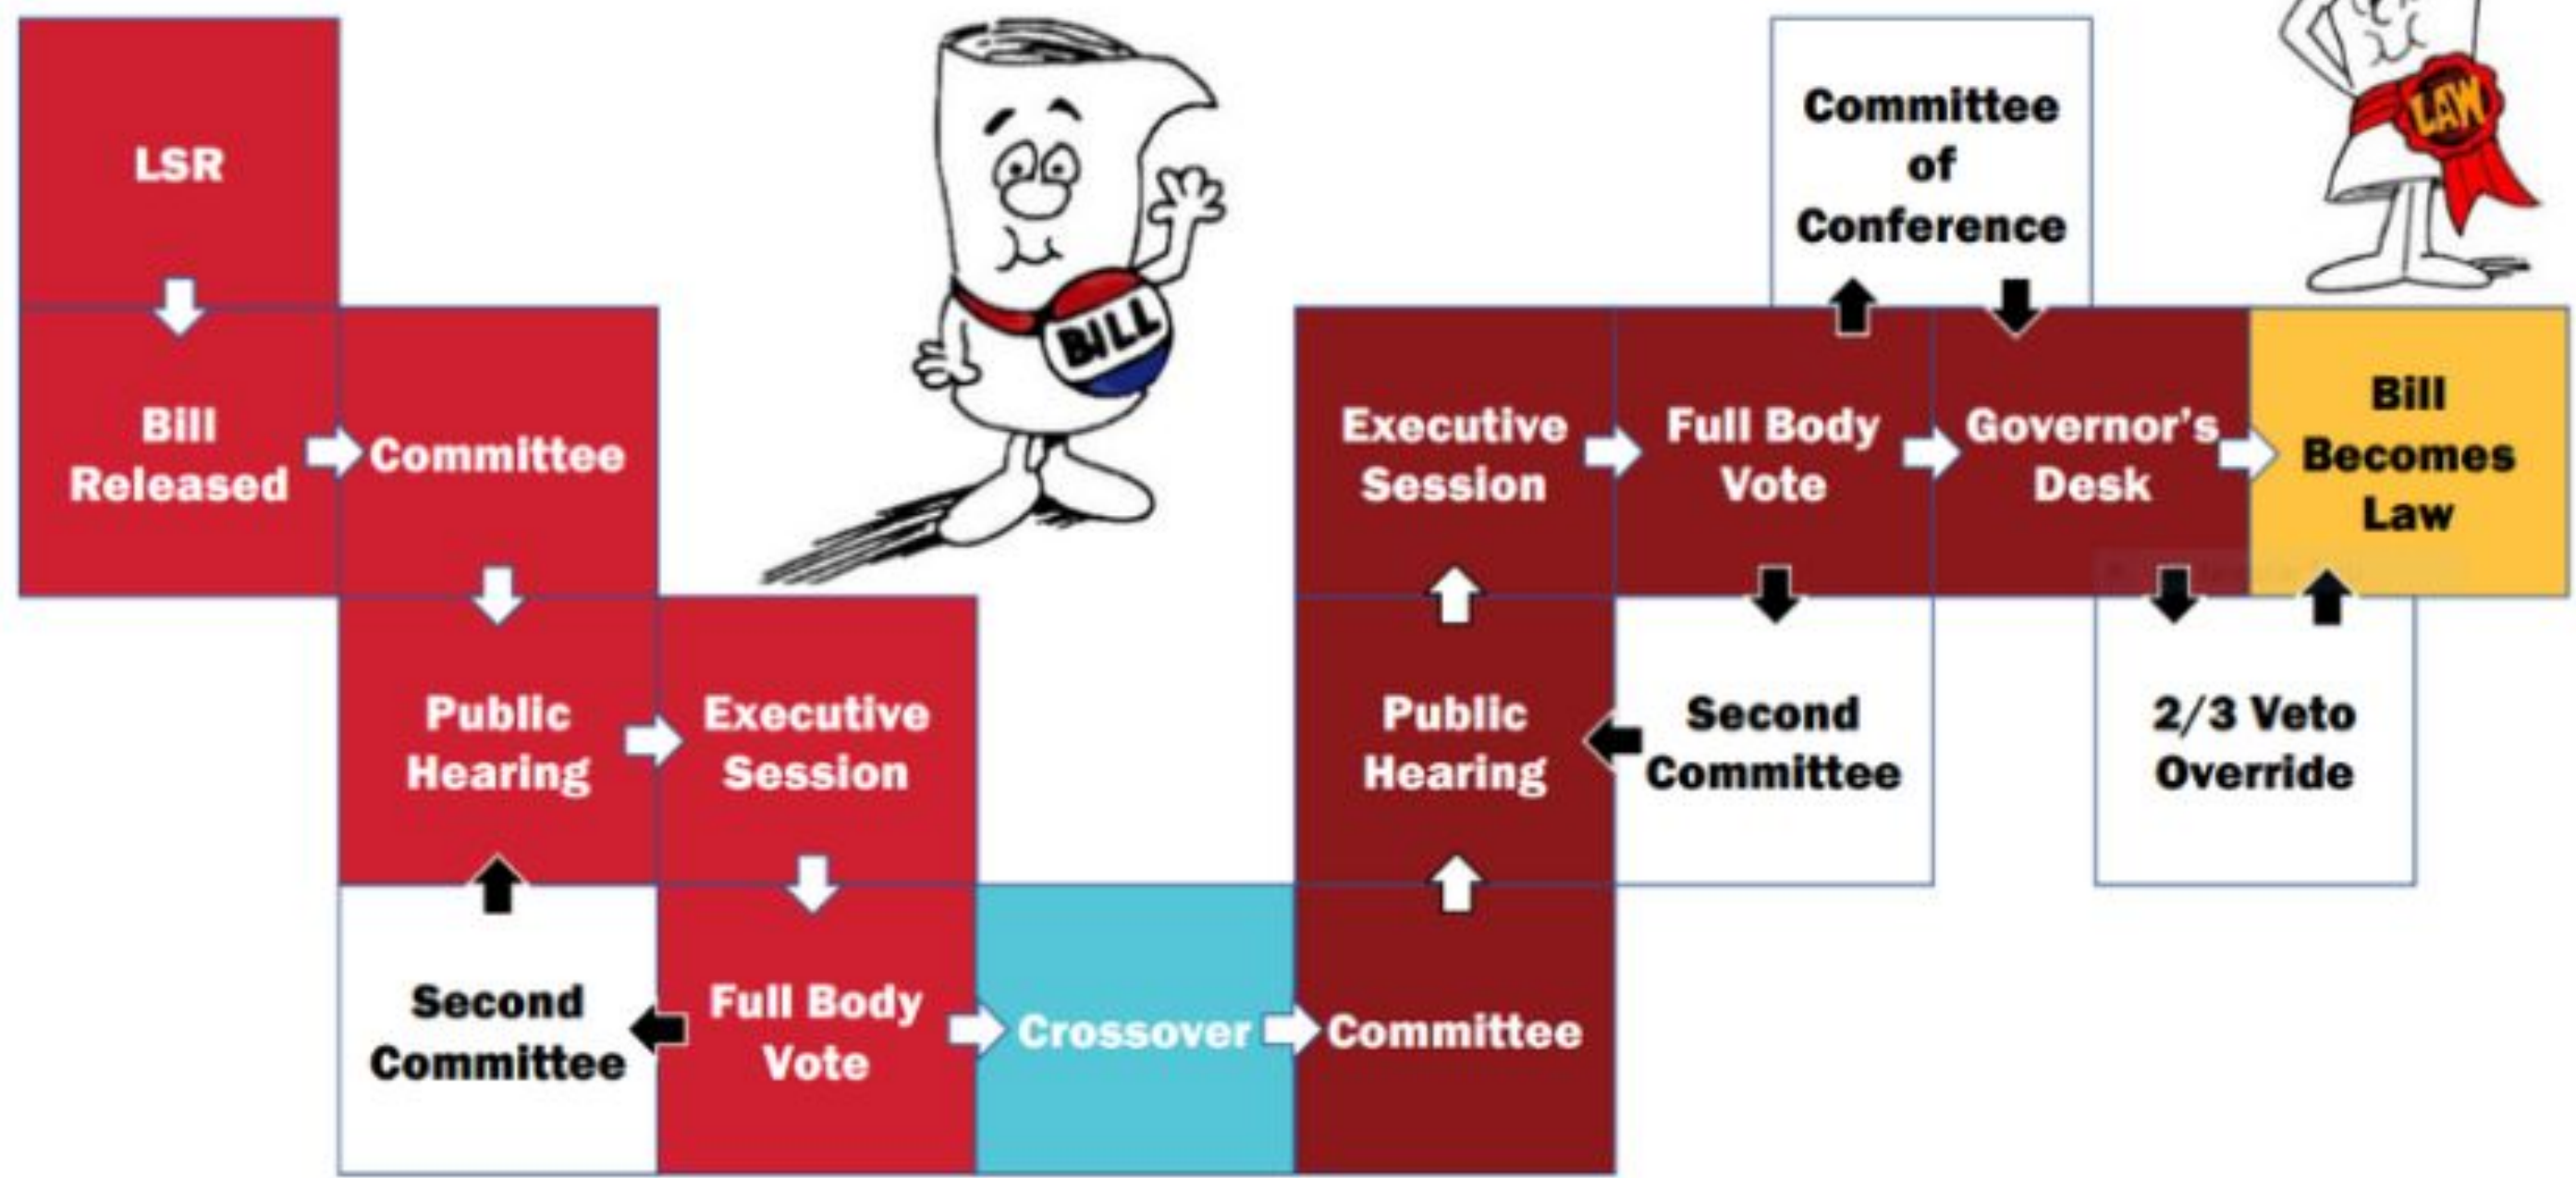 LSR
Bill
Released
Committee
Public
Hearing
Executive
Session
Second
Committee
Full Body
Vote
Crossover
Committee
Public
Hearing
Executive
Session
Full Body
Vote
Second
Committee
Committee
of
Conference
Governor's
Desk
2/3 Veto
Override
Bill
Becomes
Law
BILL
LAW